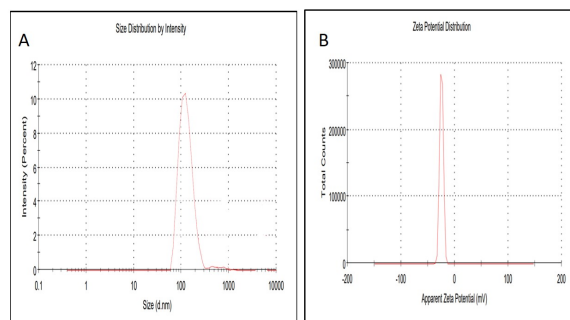 A
Size Distribution by Intensity
Intensity (Percent)
12
10
8
6
4
2
0
0.1 1 10 100 1000 10000
Size (d.nm)
B
Zeta Potential Distribution
Total Counts
300000
200000
100000
0
-200 -100 0 100 200
Apparent Zeta Potential (mV)